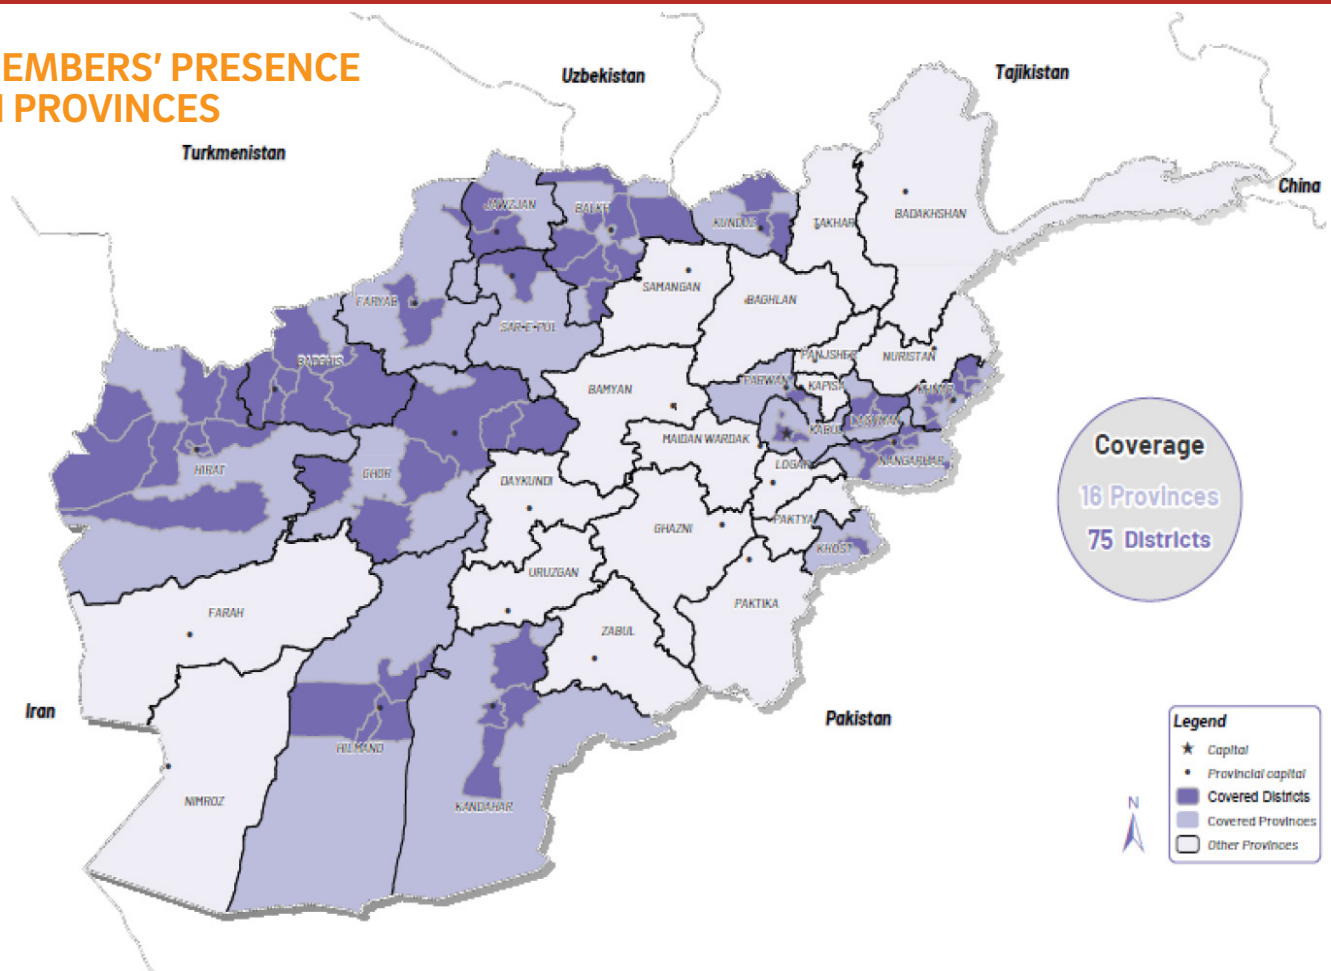 EMBERS' PRESENCE
PROVINCES
Uzbekistan
Tajikistan
Turkmenistan
China
JAWZJAN
BALKH
KUNDUZ
TAKHAR
BADAKHSHAN
FARYAB
SAR-E-PUL
SAMANGAN
BAGHLAN
BADGHIS
PANJSHER
NURISTAN
BAMYAN
PARWAN
KAPISA
KUNAR
HIRAT
GHOR
MAIDAN WARDAK
KABUL
LAGHMAN
LOGAR
NANGARHAR
DAYKUNDI
GHAZNI
PAKTYA
KHOST
URUZGAN
PAKTIKA
FARAH
ZABUL
Coverage
16 Provinces
75 Districts
Iran
Pakistan
HILMAND
NIMROZ
KANDAHAR
N
Legend
Capital
Provincial capital
Covered Districts
Covered Provinces
Other Provinces